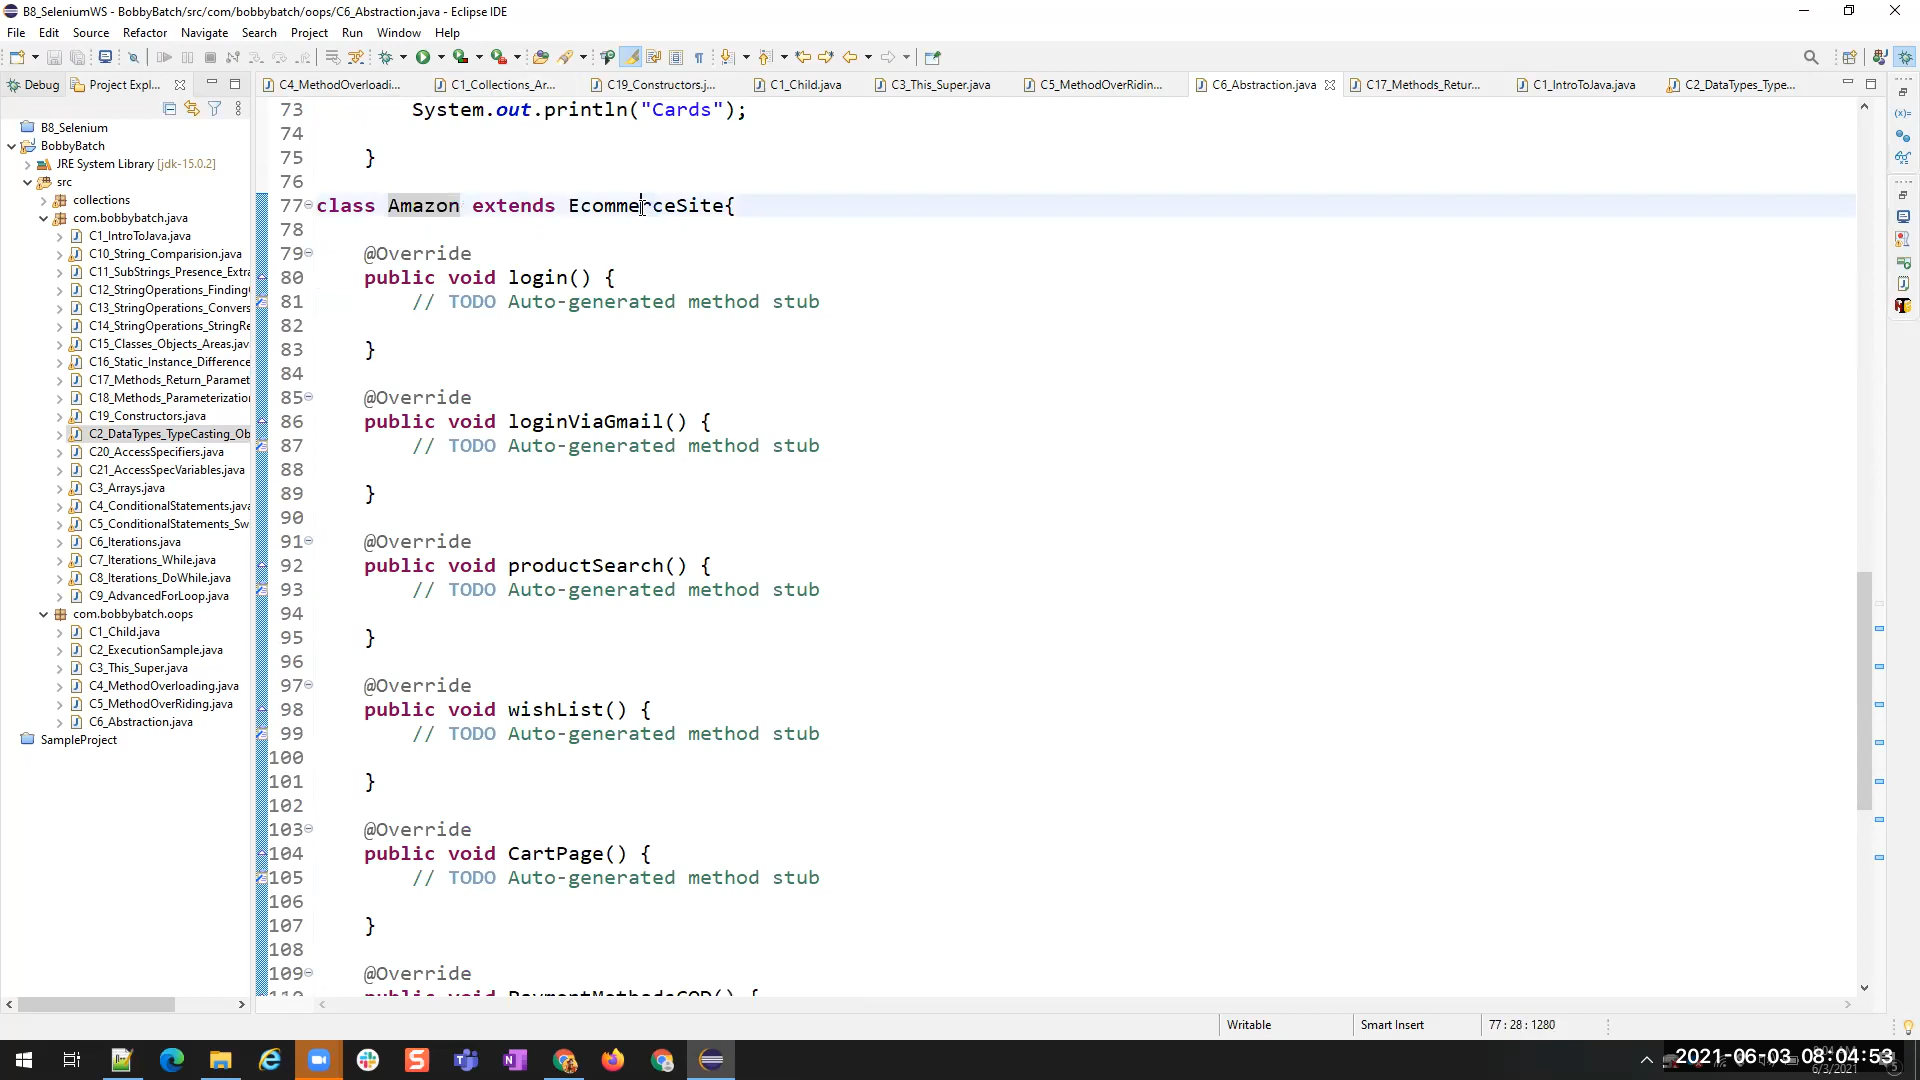 B8_SeleniumWS - BobbyBatch/src/com/bobbybatch/oops/C6_Abstraction.java - Eclipse IDE
File Edit Source Refactor Navigate Search Project Run Window Help
Debug Project Expl...
C4_MethodOverloadi... C1_Collections_Ar... C19_Constructors.j... C1_Child.java C3_This_Super.java C5_MethodOverRidin... C6_Abstraction.java C17_Methods_Retur... C1_IntroToJava.java C2_DataTypes_Type...
B8_Selenium
BobbyBatch
JRE System Library [jdk-15.0.2]
src
collections
com.bobbybatch.java
C1_IntroToJava.java
C10_String_Comparision.java
C11_SubStrings_Presence_Extra
C12_StringOperations_Finding
C13_StringOperations_Convers
C14_StringOperations_StringRe
C15_Classes_Objects_Areas.jav
C16_Static_Instance_Difference
C17_Methods_Return_Paramet
C18_Methods_Parameterizatio
C19_Constructors.java
C2_DataTypes_TypeCasting_Ob
C20_AccessSpecifiers.java
C21_AccessSpecVariables.java
C3_Arrays.java
C4_ConditionalStatements.java
C5_ConditionalStatements_Sw
C6_Iterations.java
C7_Iterations_While.java
C8_Iterations_DoWhile.java
C9_AdvancedForLoop.java
com.bobbybatch.oops
C1_Child.java
C2_ExecutionSample.java
C3_This_Super.java
C4_MethodOverloading.java
C5_MethodOverRiding.java
C6_Abstraction.java
SampleProject
73 System.out.println("Cards");
74
75 }
76
77 class Amazon extends EcommerceSite{
78
79 @Override
80 public void login() {
81 // TODO Auto-generated method stub
82
83 }
84
85 @Override
86 public void loginViaGmail() {
87 // TODO Auto-generated method stub
88
89 }
90
91 @Override
92 public void productSearch() {
93 // TODO Auto-generated method stub
94
95 }
96
97 @Override
98 public void wishList() {
99 // TODO Auto-generated method stub
100
101 }
102
103 @Override
104 public void CartPage() {
105 // TODO Auto-generated method stub
106
107 }
108
109 @Override
110 public void PaymentMethodsCOD() {
Writable Smart Insert 77 : 28 : 1280
2021-06-03 08:04:53
6/3/2021